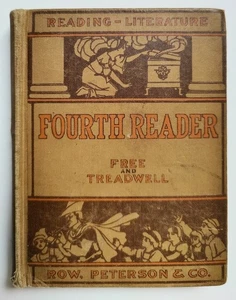 READING-LITERATURE
FOURTH READER
FREE
AND
TREADWELL
ROW, PETERSON & CO.